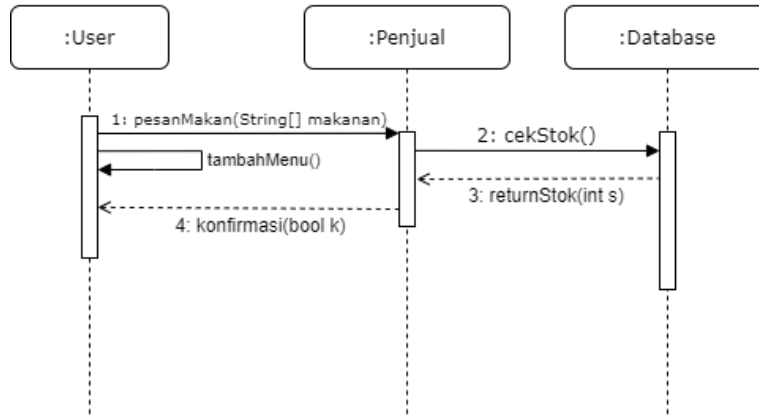 :User
:Penjual
:Database
1: pesanMakan(String[] makanan)
2: cekStok()
tambahMenu()
3: returnStok(int s)
4: konfirmasi(bool k)